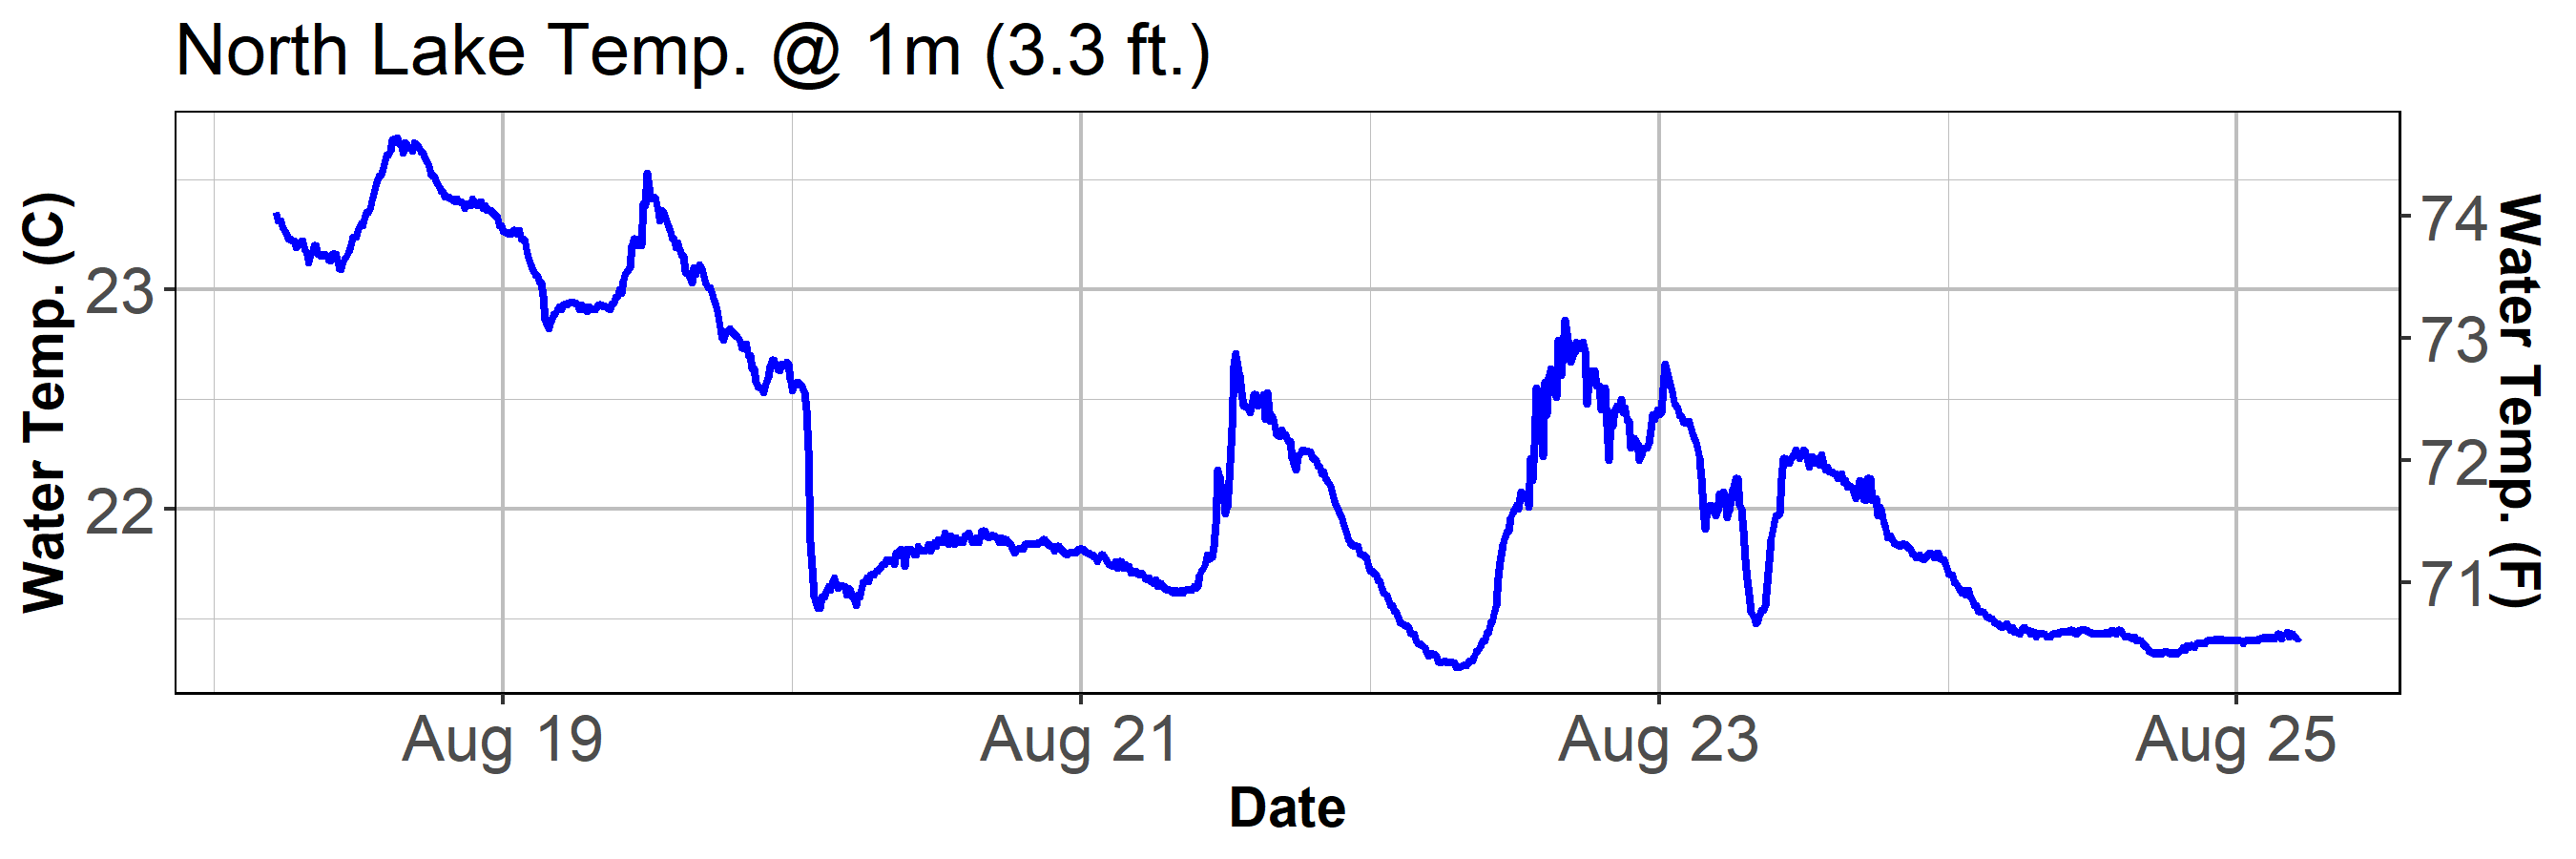 North Lake Temp. @ 1m (3.3 ft.)
Water Temp. (C)
23
22
74
73
72
71
Water Temp. (F)
Aug 19 Aug 21 Aug 23 Aug 25
Date